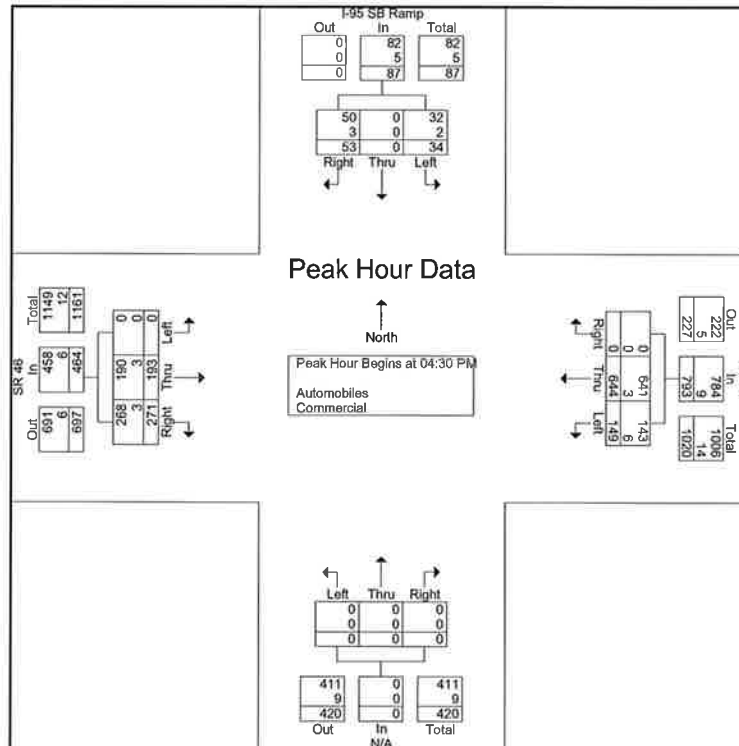 I-95 SB Ramp
Out In Total
0 82 82
0 5 5
0 87 87
50 0 32
3 0 2
53 0 34
Right Thru Left
Peak Hour Data
North
Peak Hour Begins at 04:30 PM
Automobiles
Commercial
SR 46
Total In Out
1149 458 691
12 6 6
1161 464 697
Left Thru Right
0 190 268
0 3 3
0 193 271
Out In Total
222 784 1006
5 9 14
227 793 1020
Right Thru Left
0 641 143
0 3 6
0 644 149
Left Thru Right
0 0 0
0 0 0
0 0 0
411 0 411
9 0 9
420 0 420
Out In Total
N/A